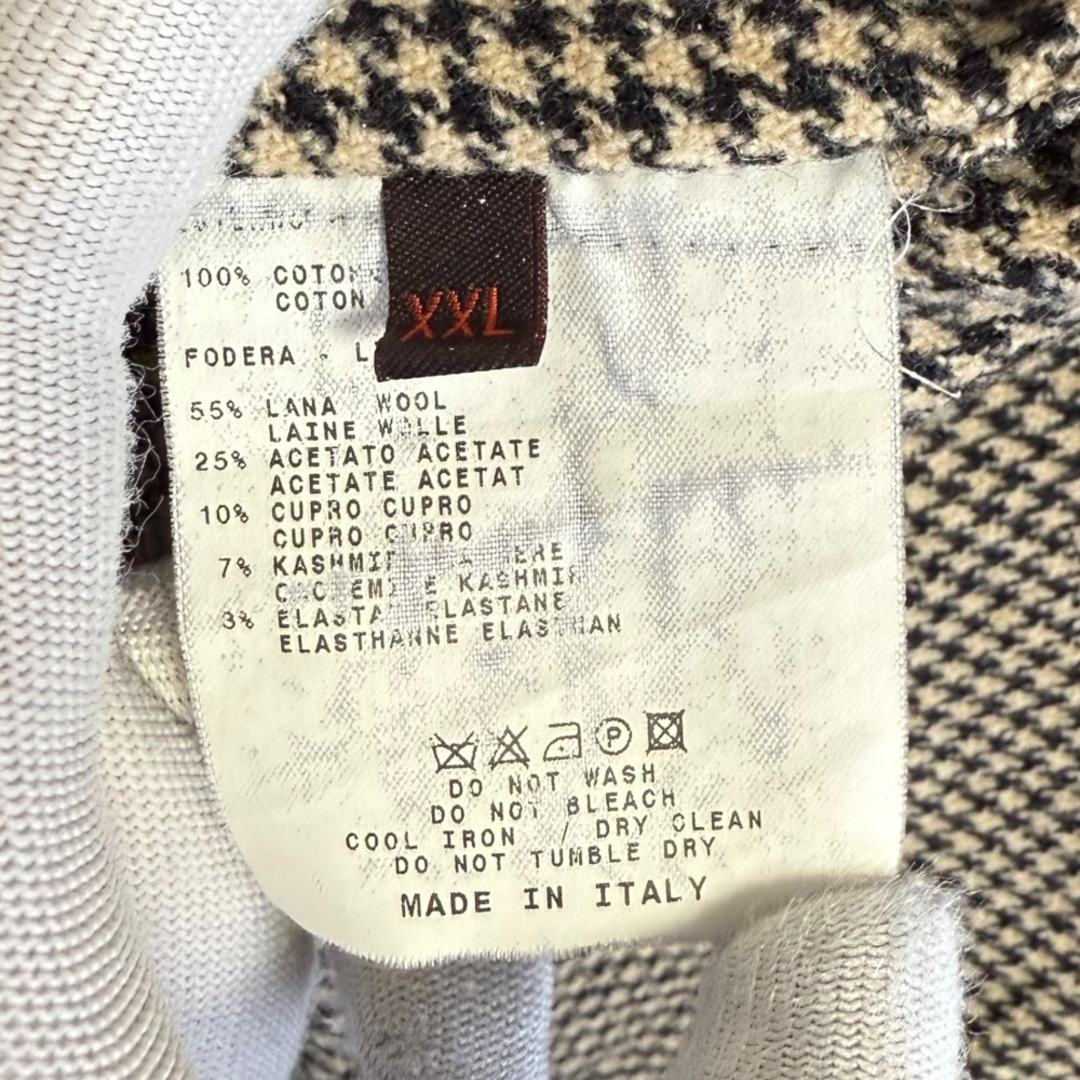 100%
COTON
XXL
FODERA - L
55% LANA WOOL
LAINE WOLLE
25% ACETATO ACETATE
ACETATE ACETAT
10% CUPRO CUPRO
CUPRO CUPRO
7% KASHMIR
KASHMIR
3% ELASTANE
ELASTHANNE ELASTHAN
P
DO NOT WASH
DO NOT BLEACH
COOL IRON / DRY CLEAN
DO NOT TUMBLE DRY
MADE IN ITALY